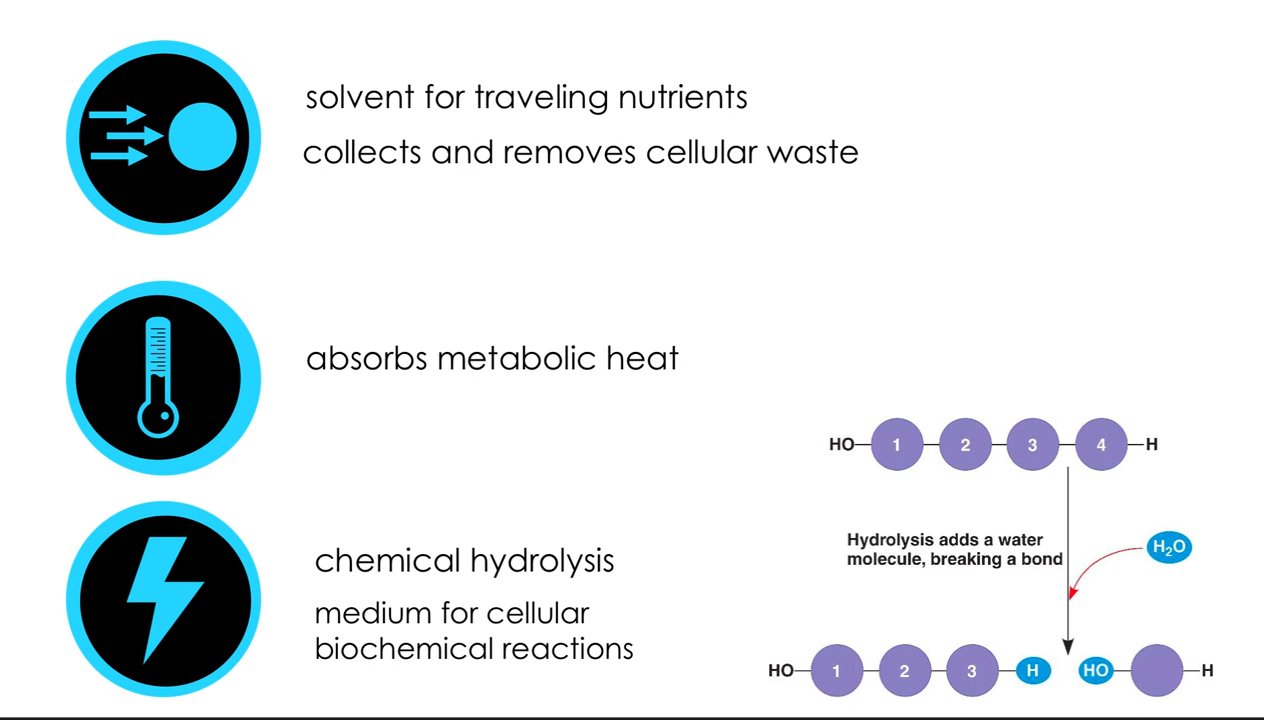 solvent for traveling nutrients
collects and removes cellular waste
absorbs metabolic heat
chemical hydrolysis
medium for cellular
biochemical reactions
HO 1 2 3 4 H
Hydrolysis adds a water
molecule, breaking a bond
H₂O
HO 1 2 3 H HO H